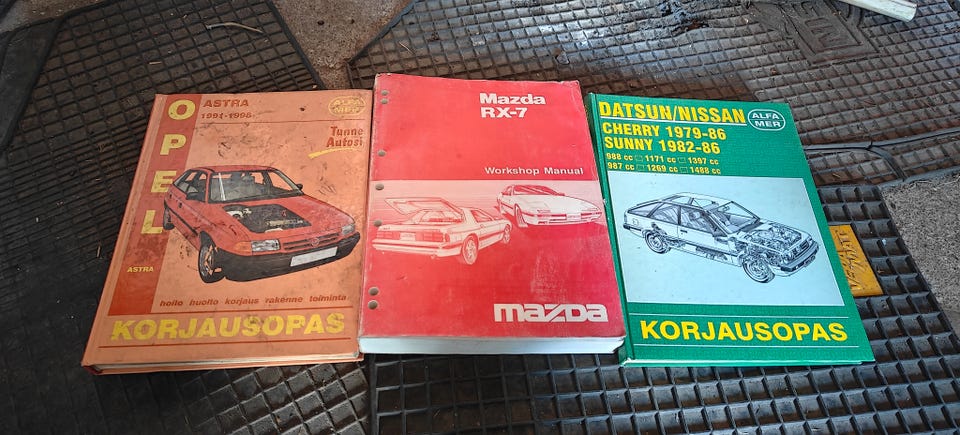 OPEL
ASTRA
1991-1998
ALFA
MER
Tunne
Autosi
ASTRA
hoito huolto korjaus rakenne toiminta
KORJAUSOPAS
Mazda
RX-7
Workshop Manual
mazda
DATSUN/NISSAN
ALFA
MER
CHERRY 1979-86
SUNNY 1982-86
988 cc □ 1171 cc □ 1397 cc
987 cc □ 1269 cc □ 1488 cc
KORJAUSOPAS